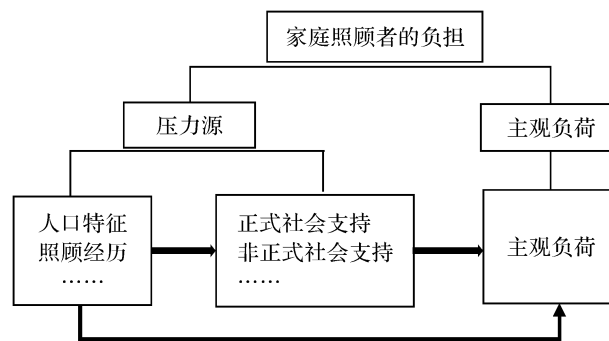 家庭照顾者的负担
压力源
主观负荷
人口特征
照顾经历
……
正式社会支持
非正式社会支持
……
主观负荷